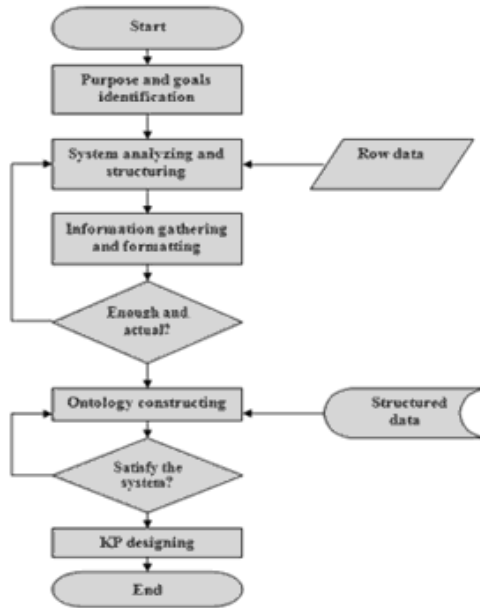 Start
Purpose and goals
identification
System analyzing and
structuring
Row data
Information gathering
and formatting
Enough and
actual?
Ontology constructing
Structured
data
Satisfy the
system?
KP designing
End